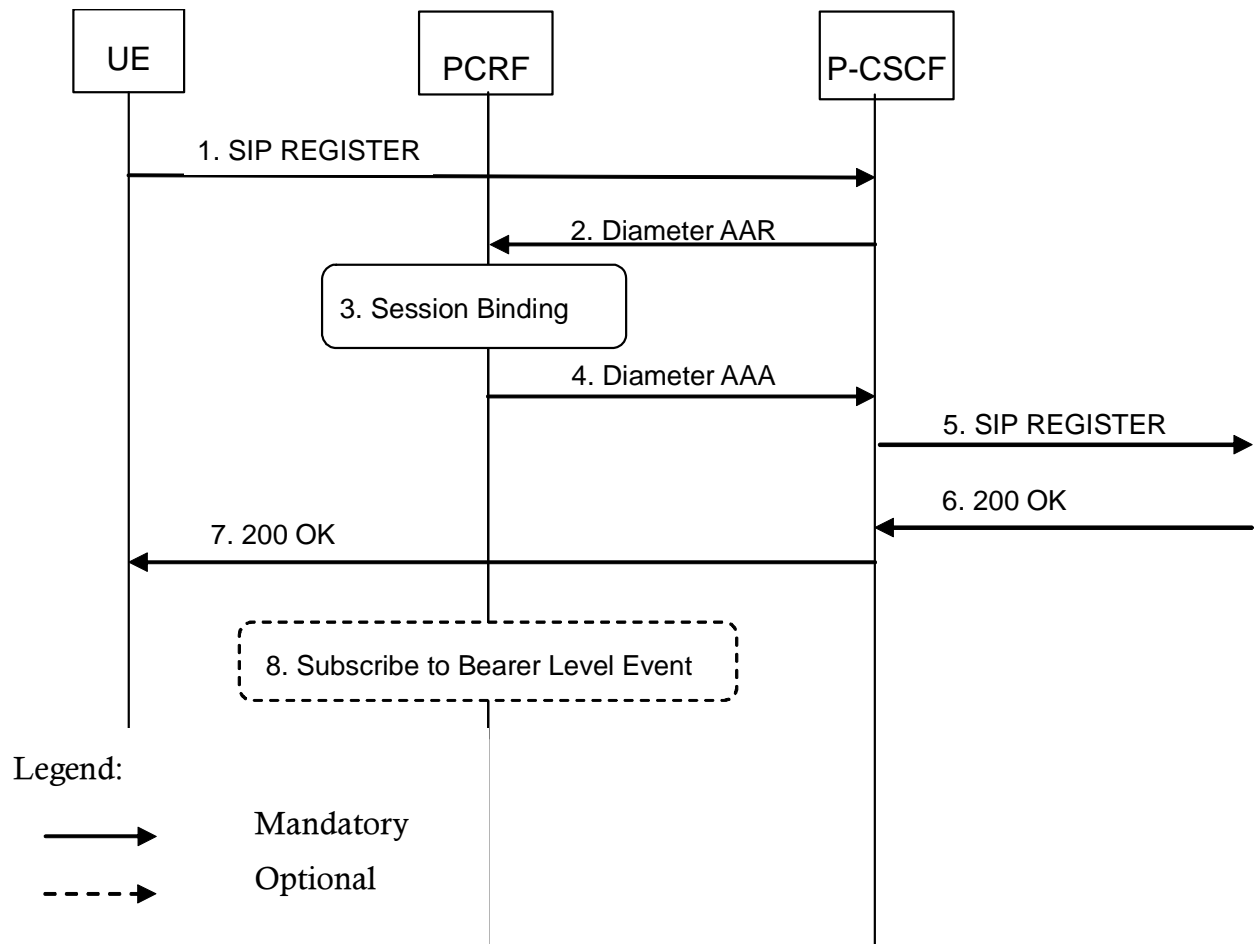 UE
PCRF
P-CSCF
1. SIP REGISTER
2. Diameter AAR
3. Session Binding
4. Diameter AAA
5. SIP REGISTER
6. 200 OK
7. 200 OK
8. Subscribe to Bearer Level Event
Legend:
Mandatory
Optional